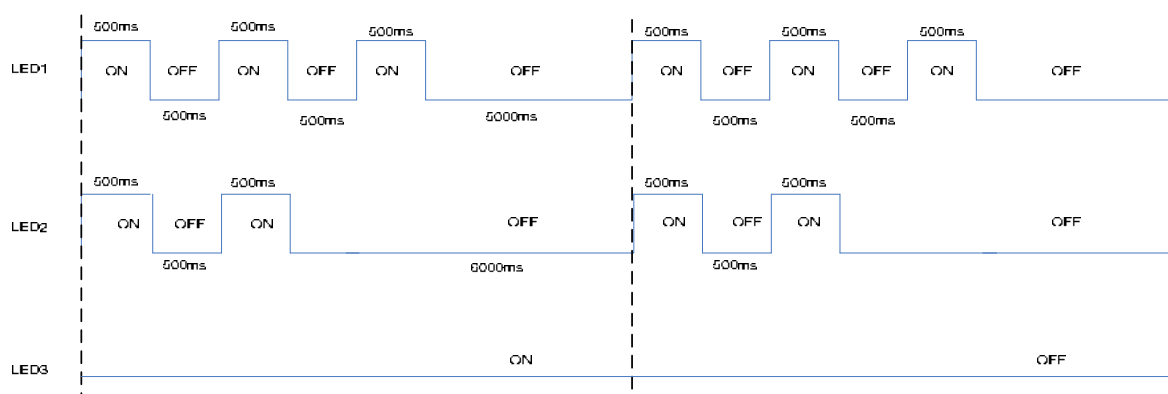 500ms 500ms 500ms 500ms 500ms 500ms
LED1 ON OFF ON OFF ON OFF ON OFF ON OFF ON OFF
500ms 500ms 5000ms 500ms 500ms
500ms 500ms 500ms 500ms
LED2 ON OFF ON OFF ON OFF ON OFF
500ms 6000ms 500ms
LED3 ON OFF